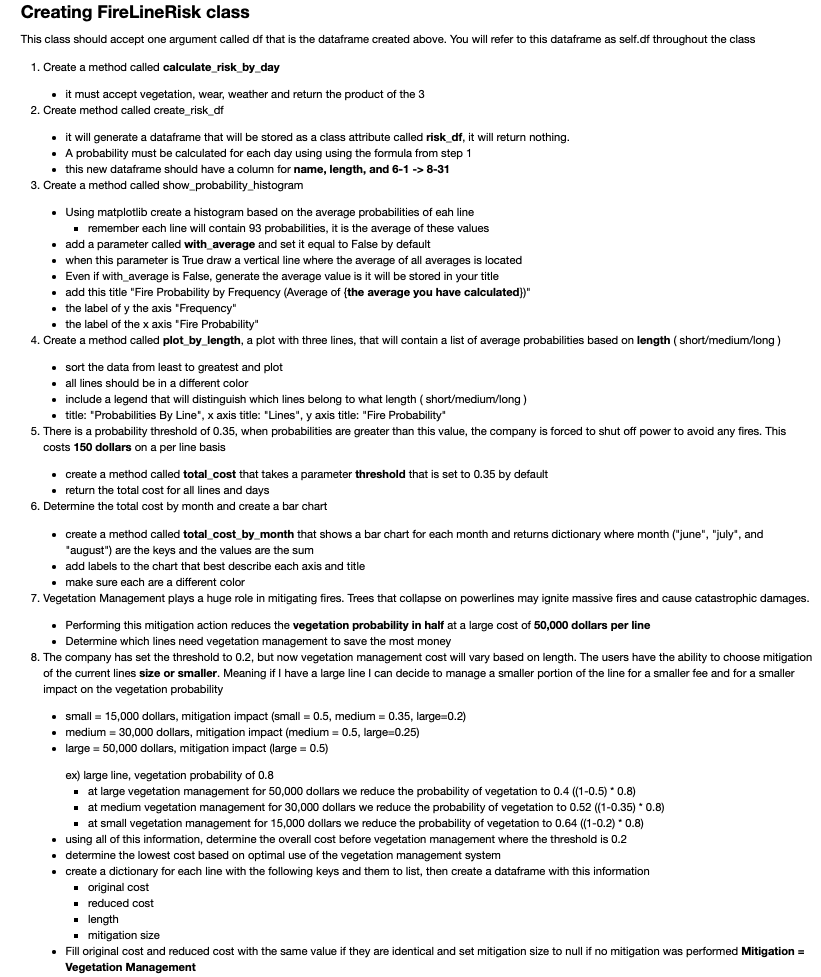 Creating FireLineRisk class
This class should accept one argument called df that is the dataframe created above. You will refer to this dataframe as self.df throughout the class
1. Create a method called calculate_risk_by_day
• it must accept vegetation, wear, weather and return the product of the 3
2. Create method called create_risk_df
• it will generate a dataframe that will be stored as a class attribute called risk_df, it will return nothing.
• A probability must be calculated for each day using using the formula from step 1
• this new dataframe should have a column for name, length, and 6-1 -> 8-31
3. Create a method called show_probability_histogram
• Using matplotlib create a histogram based on the average probabilities of eah line
▪ remember each line will contain 93 probabilities, it is the average of these values
• add a parameter called with_average and set it equal to False by default
• when this parameter is True draw a vertical line where the average of all averages is located
• Even if with_average is False, generate the average value is it will be stored in your title
• add this title "Fire Probability by Frequency (Average of {the average you have calculated})"
• the label of y the axis "Frequency"
• the label of the x axis "Fire Probability"
4. Create a method called plot_by_length, a plot with three lines, that will contain a list of average probabilities based on length ( short/medium/long )
• sort the data from least to greatest and plot
• all lines should be in a different color
• include a legend that will distinguish which lines belong to what length ( short/medium/long )
• title: "Probabilities By Line", x axis title: "Lines", y axis title: "Fire Probability"
5. There is a probability threshold of 0.35, when probabilities are greater than this value, the company is forced to shut off power to avoid any fires. This
costs 150 dollars on a per line basis
• create a method called total_cost that takes a parameter threshold that is set to 0.35 by default
• return the total cost for all lines and days
6. Determine the total cost by month and create a bar chart
• create a method called total_cost_by_month that shows a bar chart for each month and returns dictionary where month ("june", "july", and
"august") are the keys and the values are the sum
• add labels to the chart that best describe each axis and title
• make sure each are a different color
7. Vegetation Management plays a huge role in mitigating fires. Trees that collapse on powerlines may ignite massive fires and cause catastrophic damages.
• Performing this mitigation action reduces the vegetation probability in half at a large cost of 50,000 dollars per line
• Determine which lines need vegetation management to save the most money
8. The company has set the threshold to 0.2, but now vegetation management cost will vary based on length. The users have the ability to choose mitigation
of the current lines size or smaller. Meaning if I have a large line I can decide to manage a smaller portion of the line for a smaller fee and for a smaller
impact on the vegetation probability
• small = 15,000 dollars, mitigation impact (small = 0.5, medium = 0.35, large=0.2)
• medium = 30,000 dollars, mitigation impact (medium = 0.5, large=0.25)
• large = 50,000 dollars, mitigation impact (large = 0.5)
ex) large line, vegetation probability of 0.8
▪ at large vegetation management for 50,000 dollars we reduce the probability of vegetation to 0.4 ((1-0.5) * 0.8)
▪ at medium vegetation management for 30,000 dollars we reduce the probability of vegetation to 0.52 ((1-0.35) * 0.8)
▪ at small vegetation management for 15,000 dollars we reduce the probability of vegetation to 0.64 ((1-0.2) * 0.8)
• using all of this information, determine the overall cost before vegetation management where the threshold is 0.2
• determine the lowest cost based on optimal use of the vegetation management system
• create a dictionary for each line with the following keys and them to list, then create a dataframe with this information
▪ original cost
▪ reduced cost
▪ length
▪ mitigation size
• Fill original cost and reduced cost with the same value if they are identical and set mitigation size to null if no mitigation was performed Mitigation =
Vegetation Management